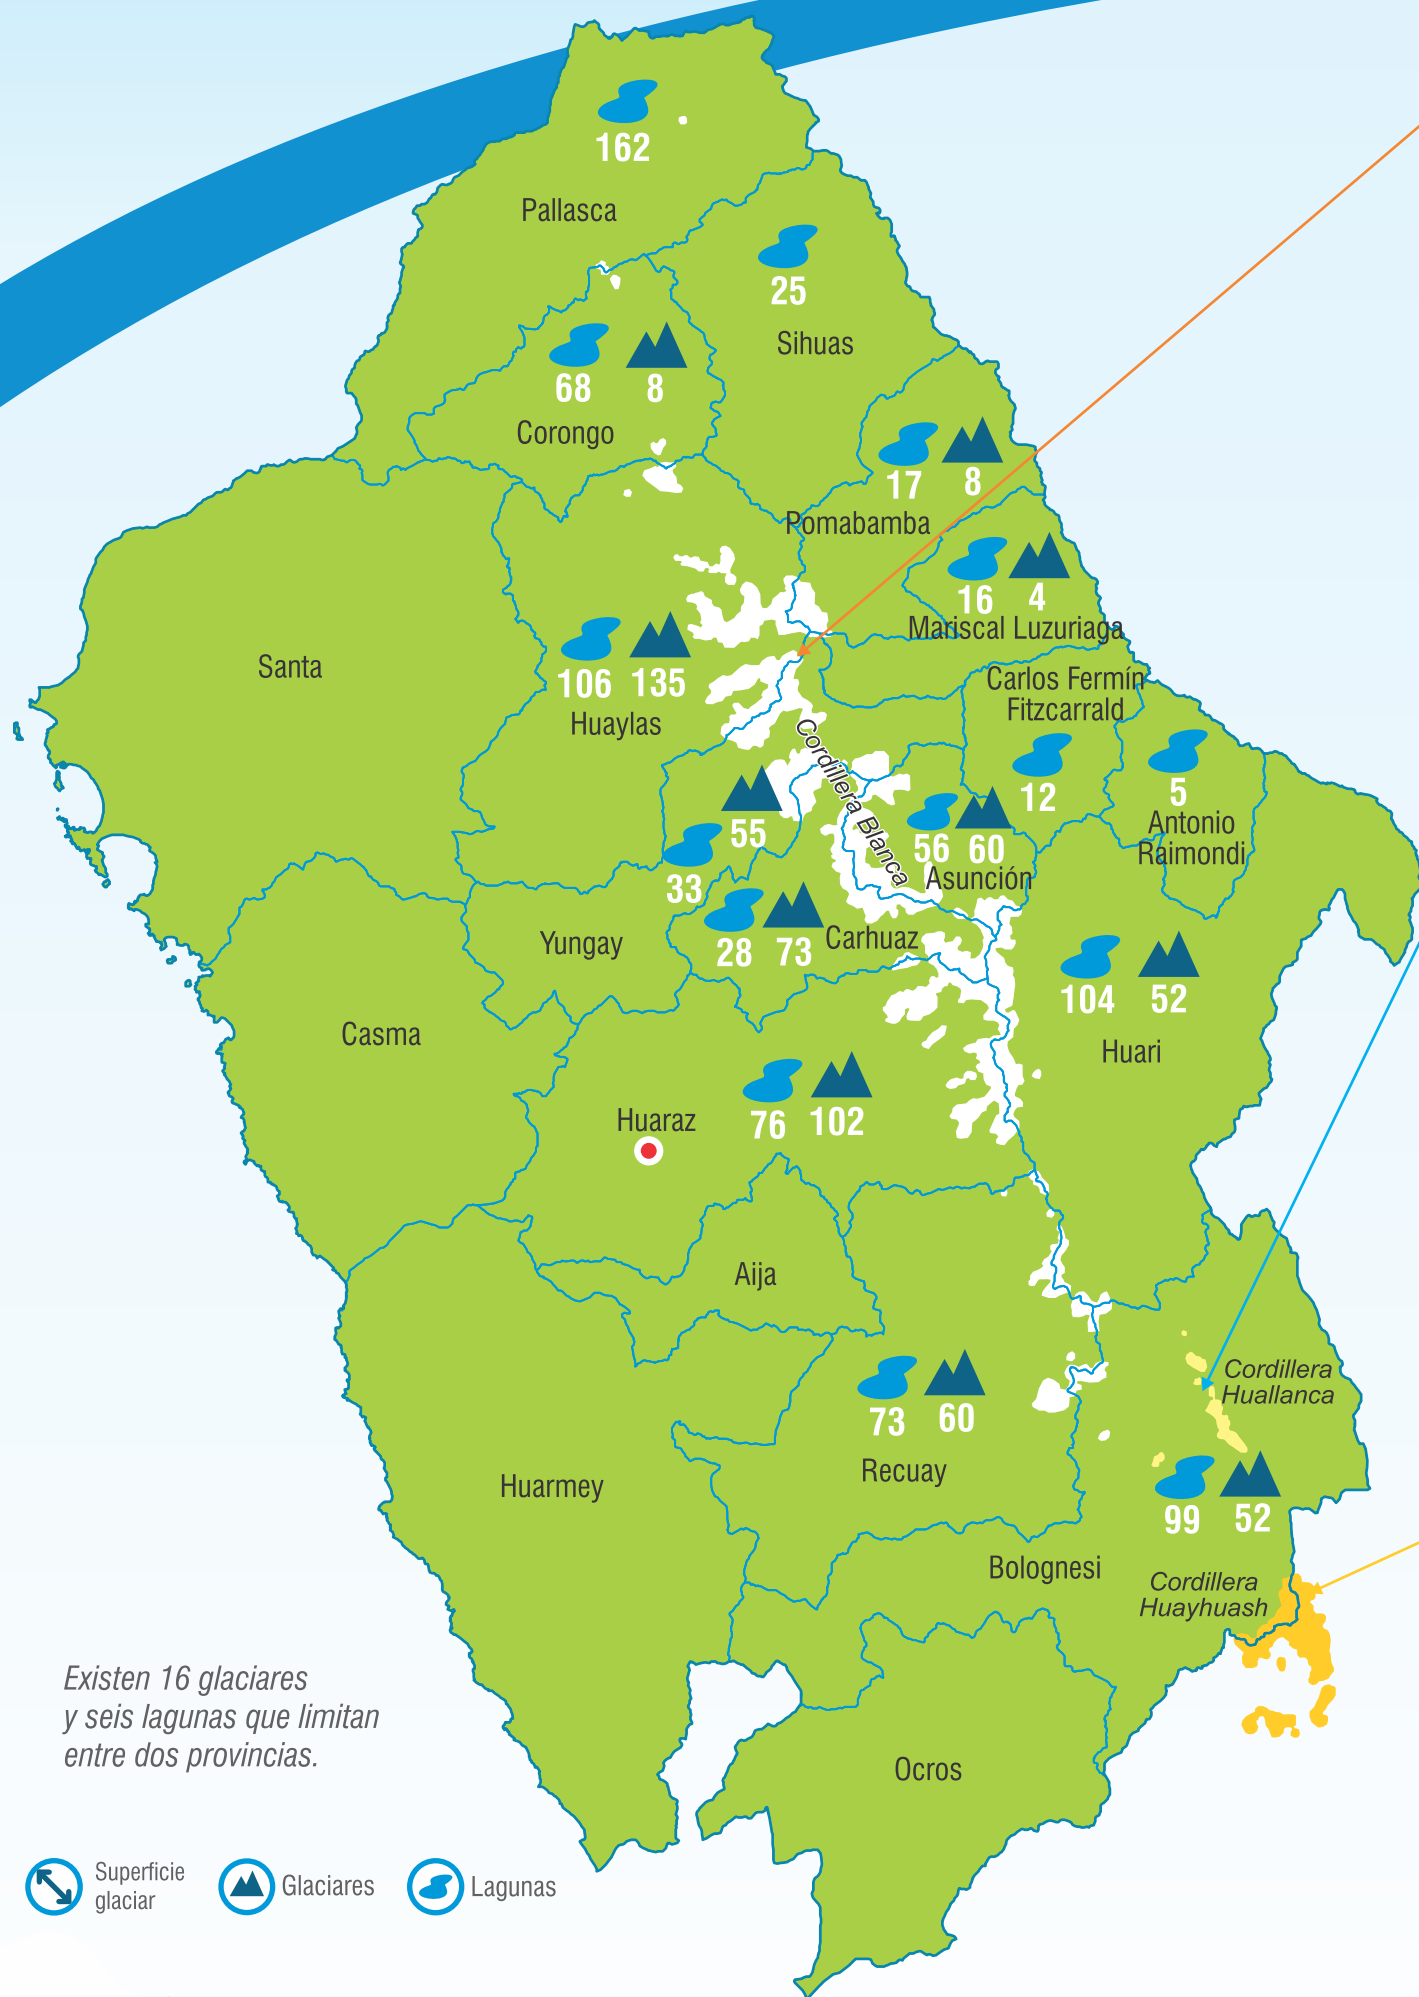 162
Pallasca
25
Sihuas
68 8
Corongo
17 8
Pomabamba
16 4
Mariscal Luzuriaga
Santa
106 135
Huaylas
Carlos Fermín
Fitzcarrald
12
5
Antonio
Raimondi
Cordillera Blanca
55
33
56 60
Asunción
Yungay
28 73
Carhuaz
104 52
Huari
Casma
76 102
Huaraz
Aija
Cordillera
Huallanca
73 60
Recuay
Huarmey
99 52
Bolognesi
Cordillera
Huayhuash
Ocros
Existen 16 glaciares
y seis lagunas que limitan
entre dos provincias.
Superficie
glaciar
Glaciares
Lagunas